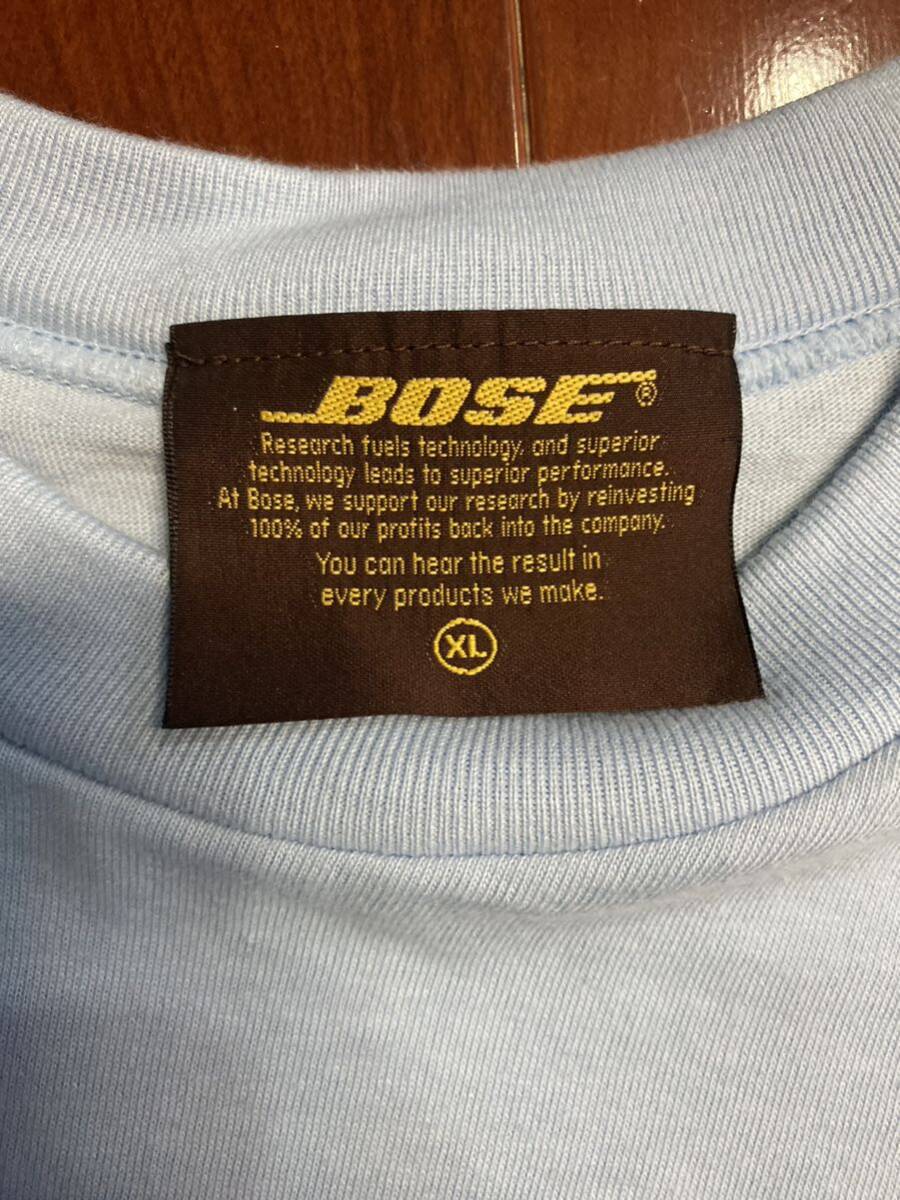 BOSE®
Research fuels technology, and superior
technology leads to superior performance.
At Bose, we support our research by reinvesting
100% of our profits back into the company.
You can hear the result in
every products we make.
XL